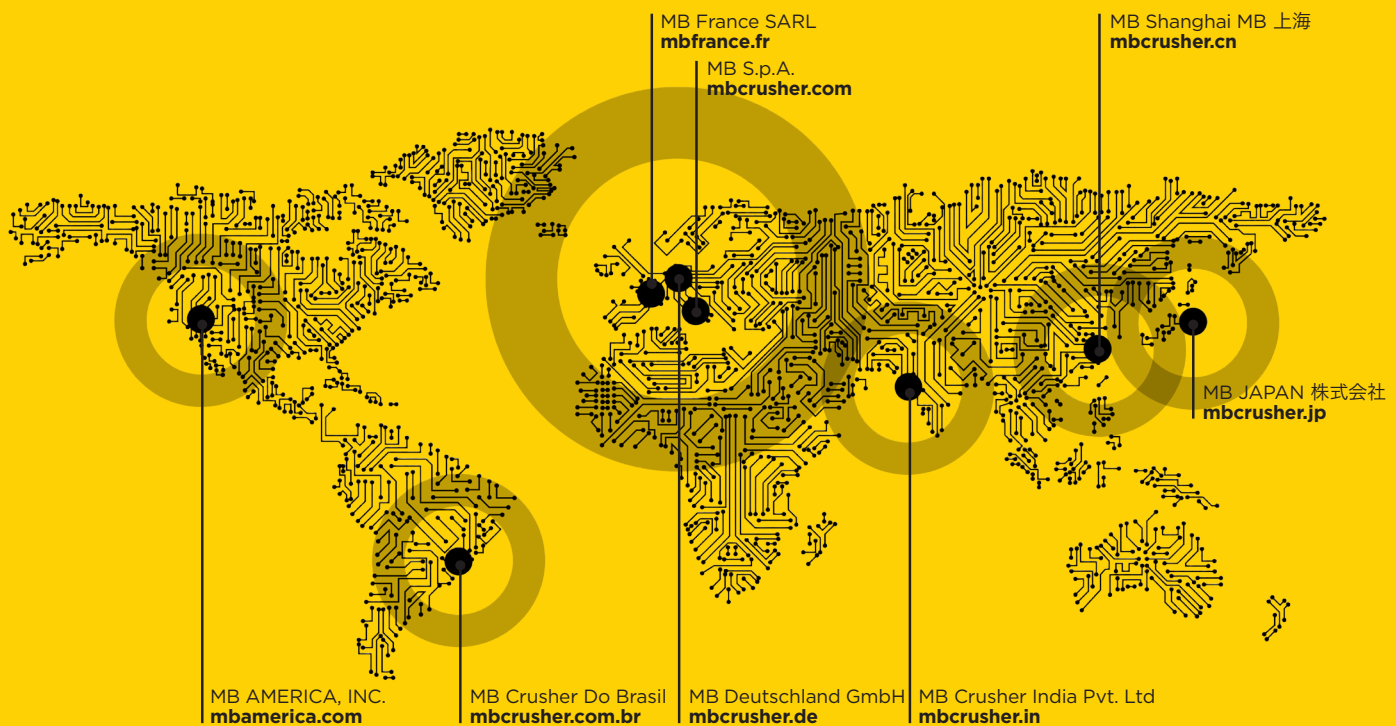 MB France SARL
mbfrance.fr
MB S.p.A.
mbcrusher.com
MB Shanghai MB 上海
mbcrusher.cn
MB JAPAN 株式会社
mbcrusher.jp
MB AMERICA, INC.
mbamerica.com
MB Crusher Do Brasil
mbcrusher.com.br
MB Deutschland GmbH
mbcrusher.de
MB Crusher India Pvt. Ltd
mbcrusher.in